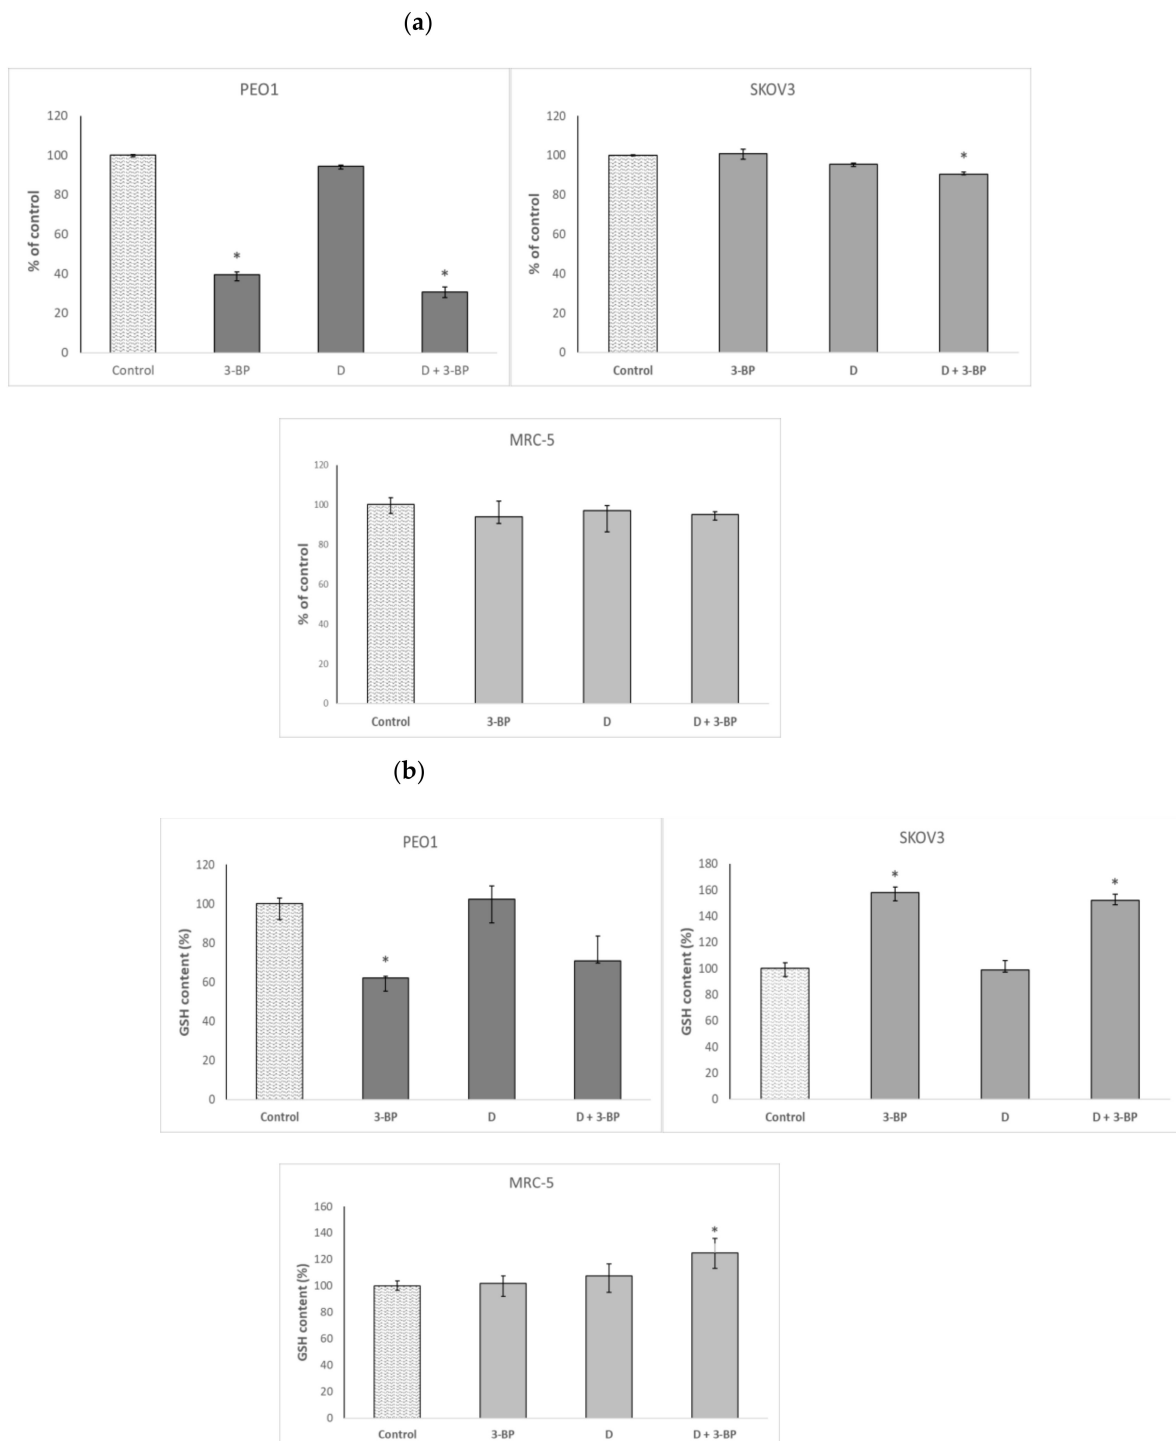 (a)
PEO1
% of control
120
100
80
60
40
20
0
*
*
Control 3-BP D D + 3-BP
SKOV3
% of control
120
100
80
60
40
20
0
*
Control 3-BP D D + 3-BP
MRC-5
% of control
120
100
80
60
40
20
0
Control 3-BP D D + 3-BP
(b)
PEO1
GSH content (%)
120
100
80
60
40
20
0
*
Control 3-BP D D + 3-BP
SKOV3
GSH content (%)
180
160
140
120
100
80
60
40
20
0
*
*
Control 3-BP D D + 3-BP
MRC-5
GSH content (%)
160
140
120
100
80
60
40
20
0
*
Control 3-BP D D + 3-BP